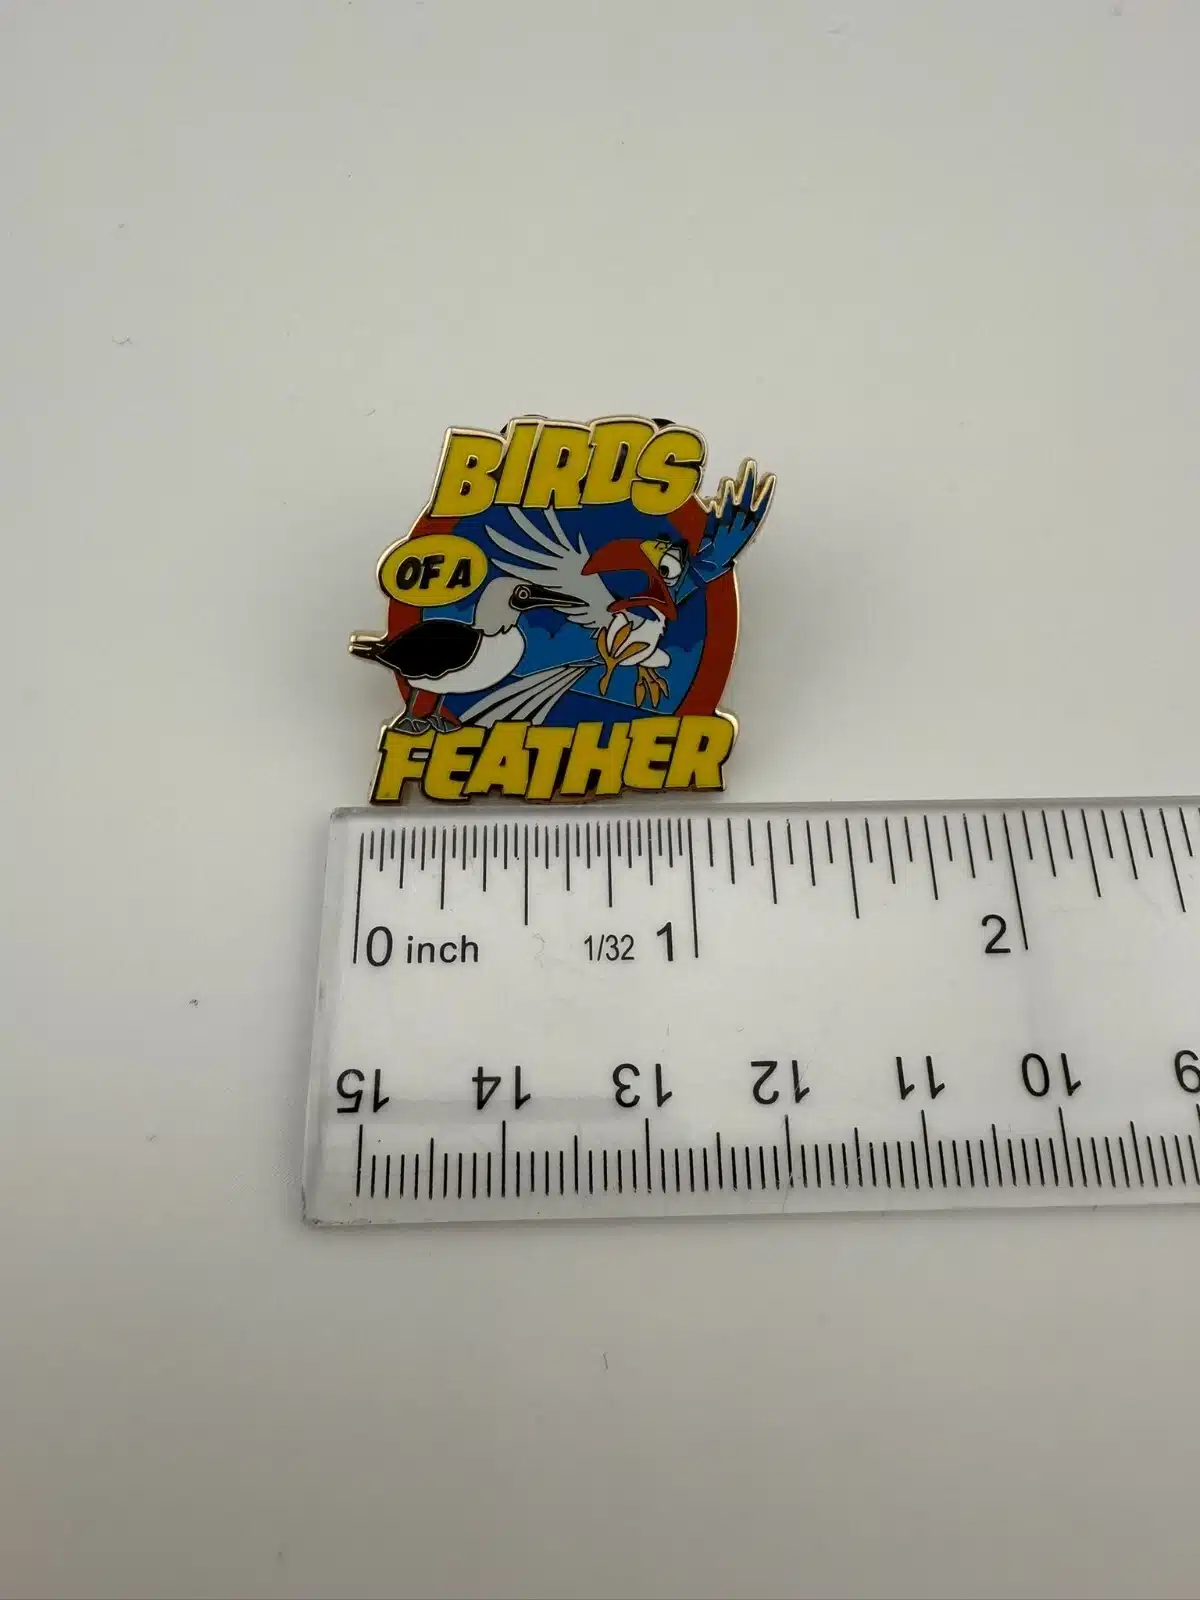 BIRDS
OF A
FEATHER
0 inch 1/32 1 2
15 14 13 12 11 10 9